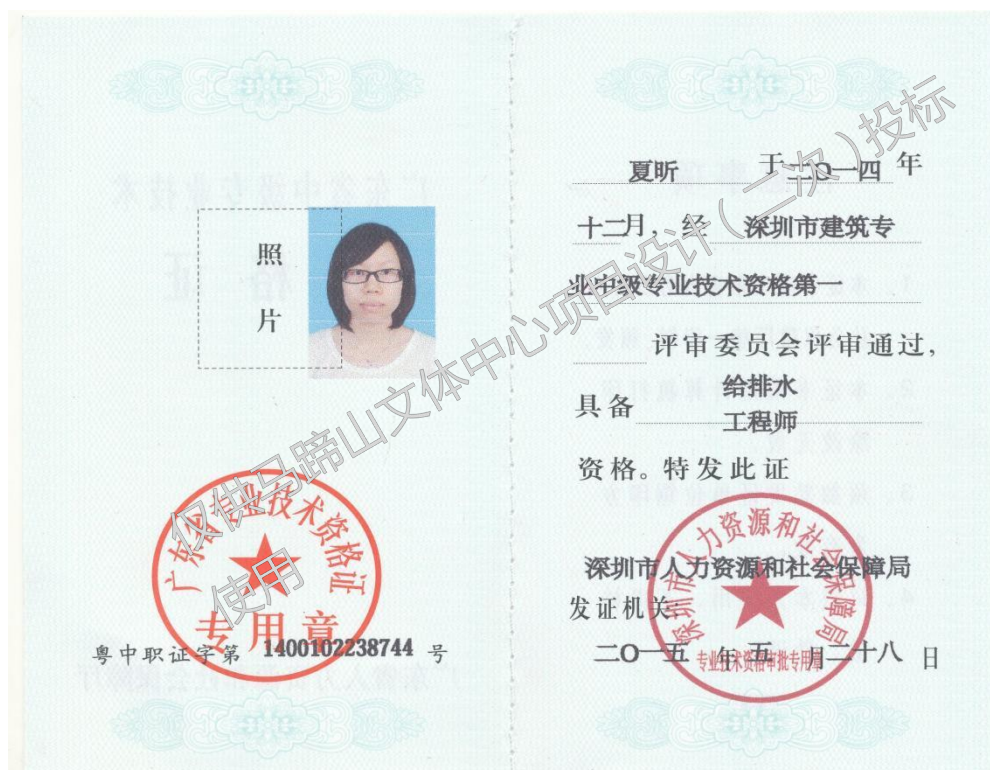 照
片
广东省专业技术资格证
专用章
粤中职证字第 1400102238744 号
夏昕 于二〇一四年
十二月，经 深圳市建筑专
业中级专业技术资格第一
评审委员会评审通过，
给排水
具备
工程师
资格。特发此证
深圳市人力资源和社会保障局
深圳市人力资源和社会保障局
发证机关：
专业技术资格审批专用章
二〇一五 年 五 月二十八 日
仅供马蹄山文体中心项目设计（二次）投标
使用